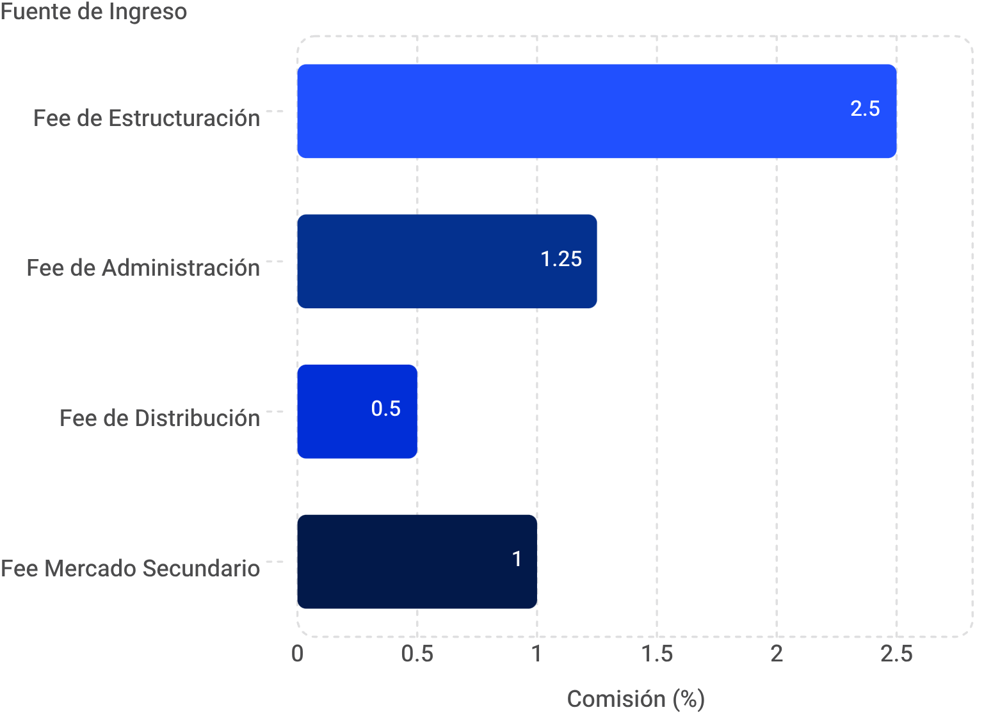 Fuente de Ingreso
Fee de Estructuración
2.5
Fee de Administración
1.25
Fee de Distribución
0.5
Fee Mercado Secundario
1
0 0.5 1 1.5 2 2.5
Comisión (%)